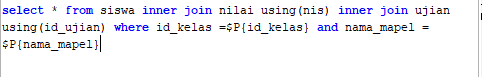 select * from siswa inner join nilai using(nis) inner join ujian
using(id_ujian) where id_kelas =$P{id_kelas} and nama_mapel =
$P{nama_mapel}